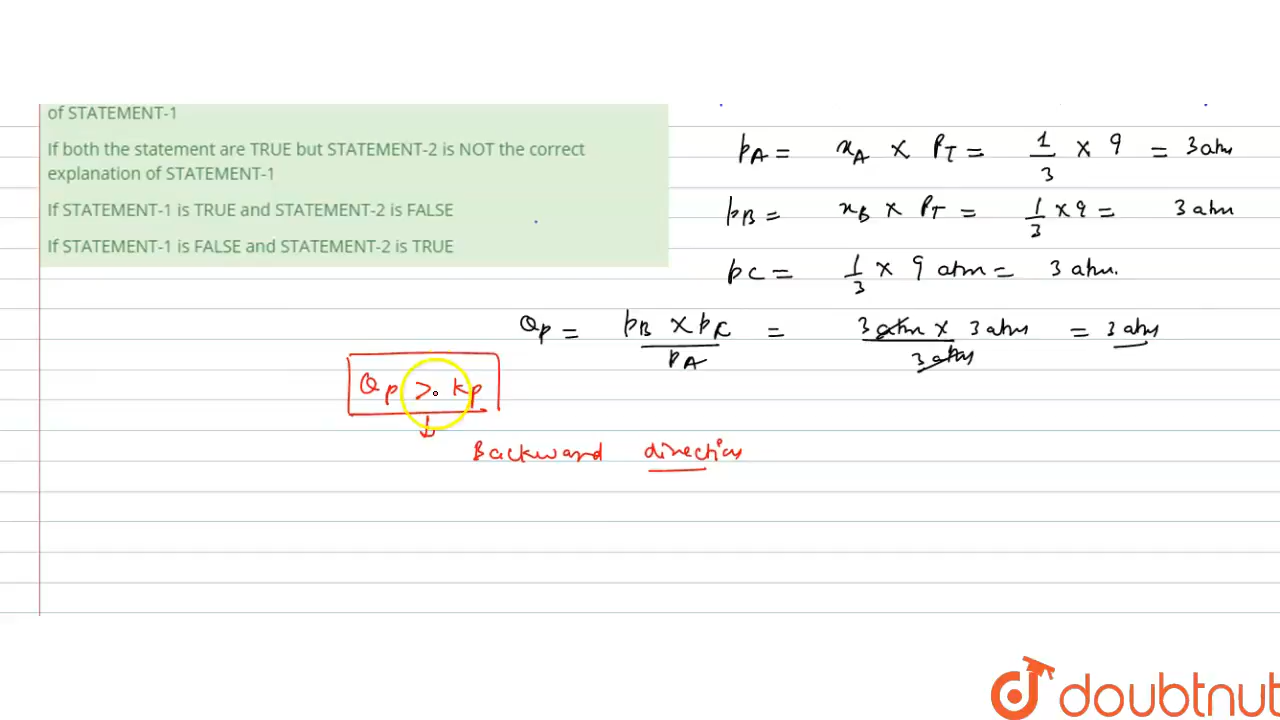 of STATEMENT-1
If both the statement are TRUE but STATEMENT-2 is NOT the correct
explanation of STATEMENT-1
If STATEMENT-1 is TRUE and STATEMENT-2 is FALSE
If STATEMENT-1 is FALSE and STATEMENT-2 is TRUE
pA = xA × PT = 1/3 × 9 = 3 atm
pB = xB × PT = 1/3 × 9 = 3 atm
pC = 1/3 × 9 atm = 3 atm.
Qp = pB × pC / pA = 3 atm × 3 atm / 3 atm = 3 atm
Qp > Kp
↓
Backward direction
doubtnut